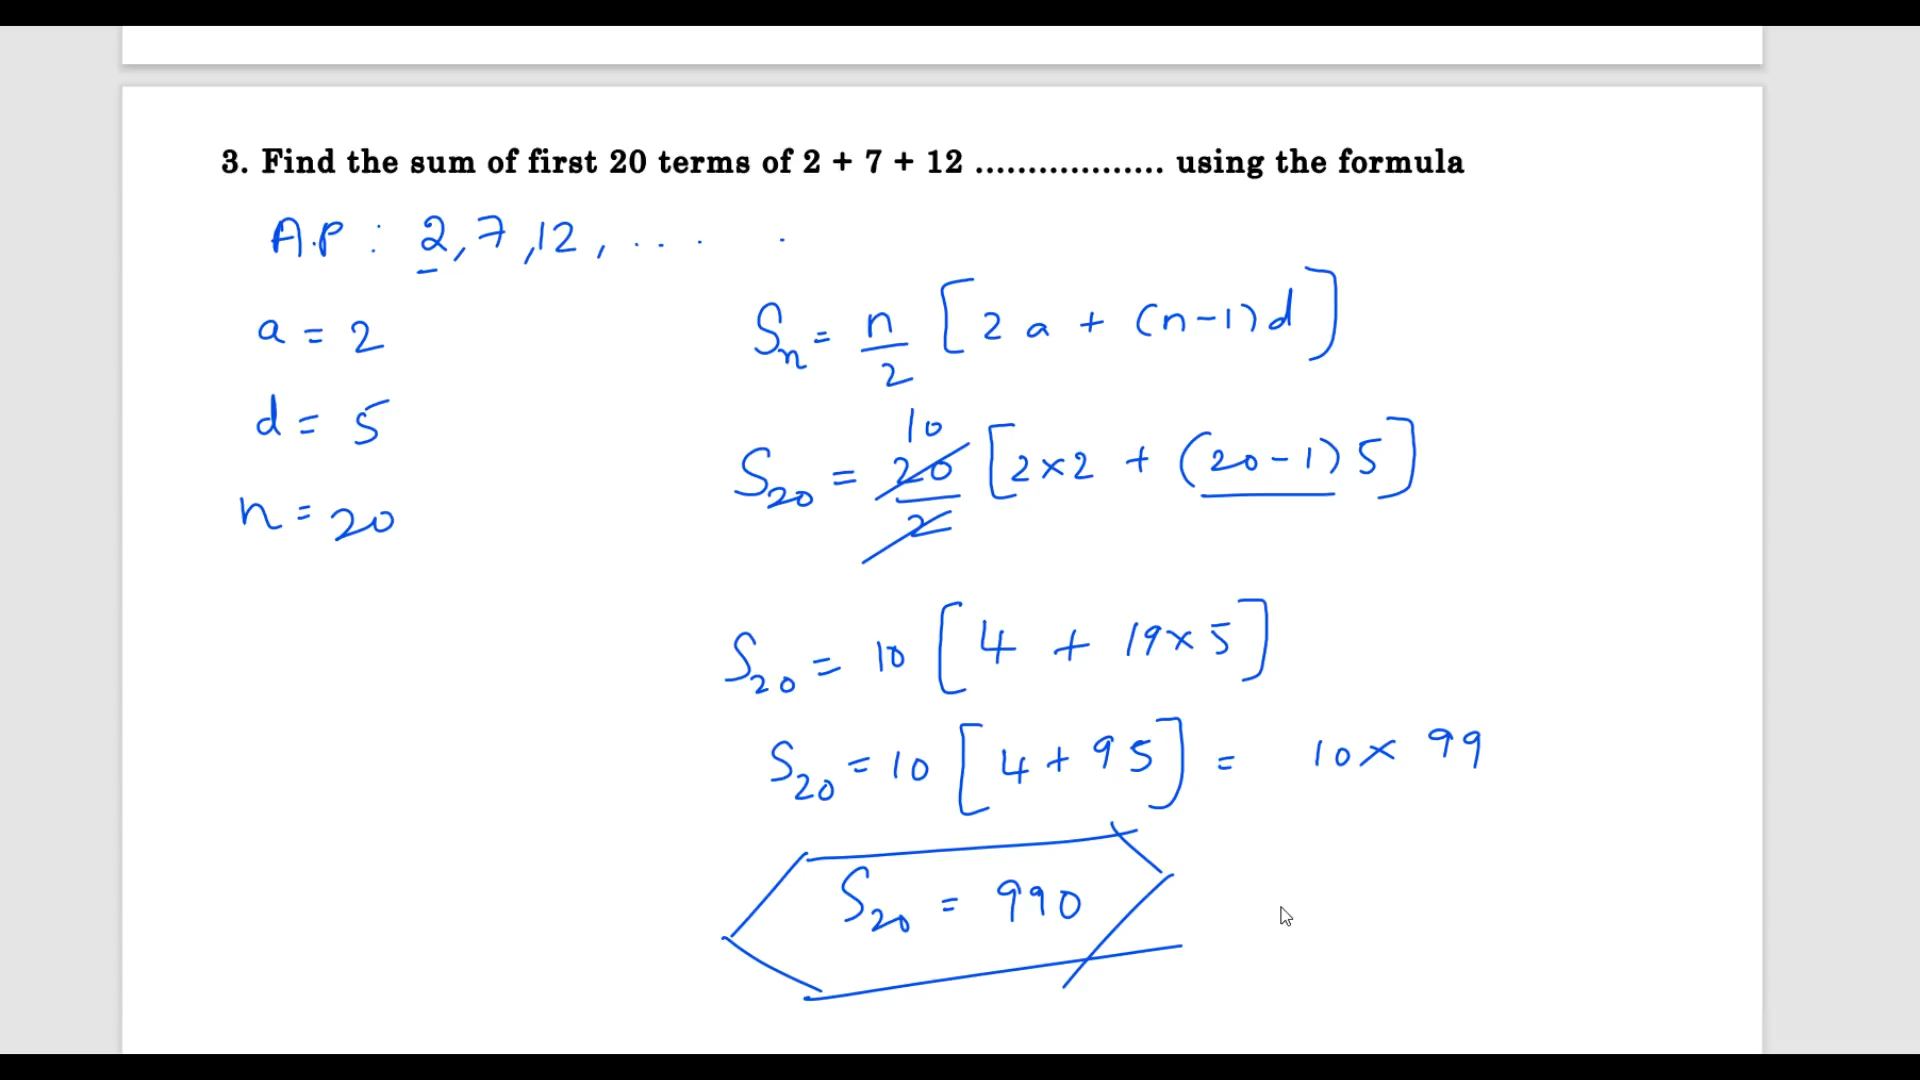 3. Find the sum of first 20 terms of 2 + 7 + 12 .................. using the formula
A.P : 2, 7, 12, .... .
a = 2
d = 5
n = 20
Sn = n/2 [2a + (n-1)d]
S20 = 10 20/2 [2×2 + (20-1)5]
S20 = 10 [4 + 19×5]
S20 = 10 [4 + 95] = 10 × 99
S20 = 990